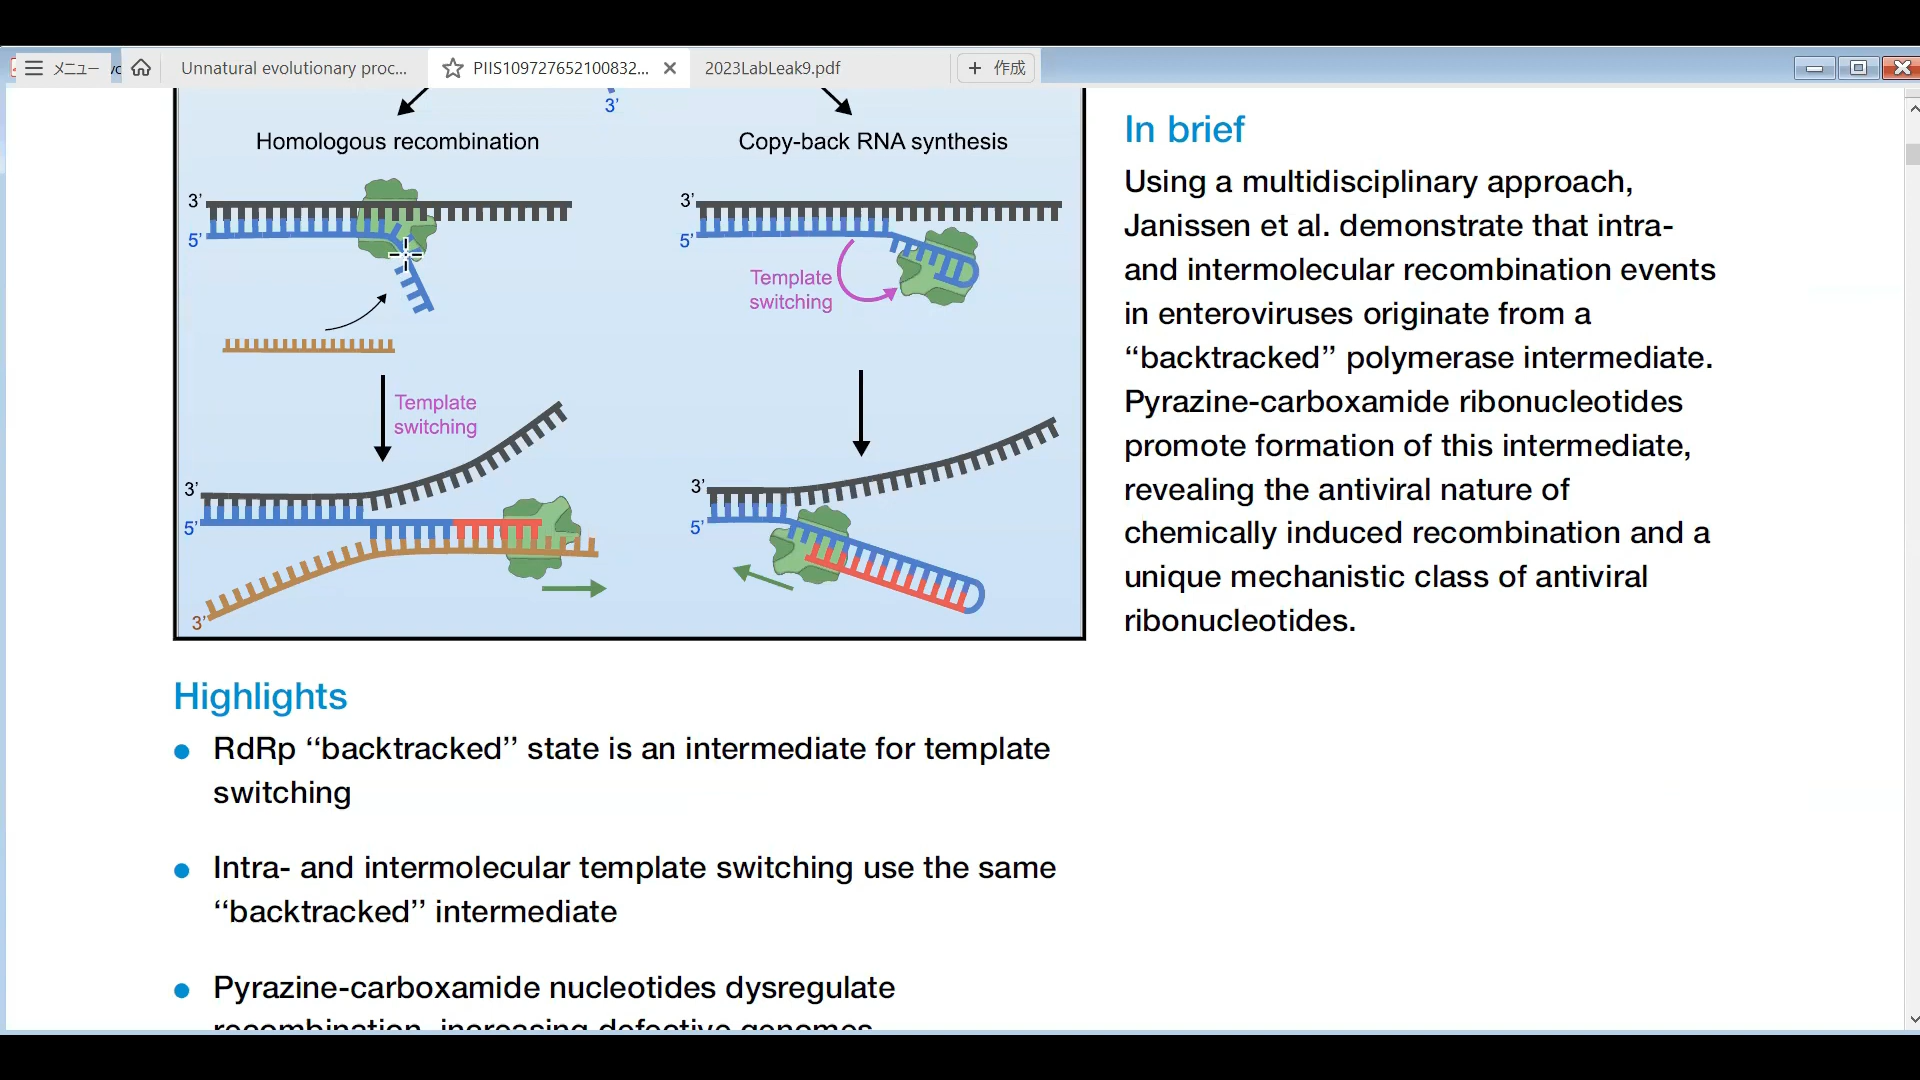 メニュー
Unnatural evolutionary proc...
PIIS109727652100832...
2023LabLeak9.pdf
+ 作成
3’
Homologous recombination
Copy-back RNA synthesis
3’
5’
3’
5’
Template
switching
Template
switching
3’
5’
3’
3’
5’
In brief
Using a multidisciplinary approach,
Janissen et al. demonstrate that intra-
and intermolecular recombination events
in enteroviruses originate from a
‘‘backtracked’’ polymerase intermediate.
Pyrazine-carboxamide ribonucleotides
promote formation of this intermediate,
revealing the antiviral nature of
chemically induced recombination and a
unique mechanistic class of antiviral
ribonucleotides.
Highlights
● RdRp ‘‘backtracked’’ state is an intermediate for template
switching
● Intra- and intermolecular template switching use the same
‘‘backtracked’’ intermediate
● Pyrazine-carboxamide nucleotides dysregulate
recombination, increasing defective genomes